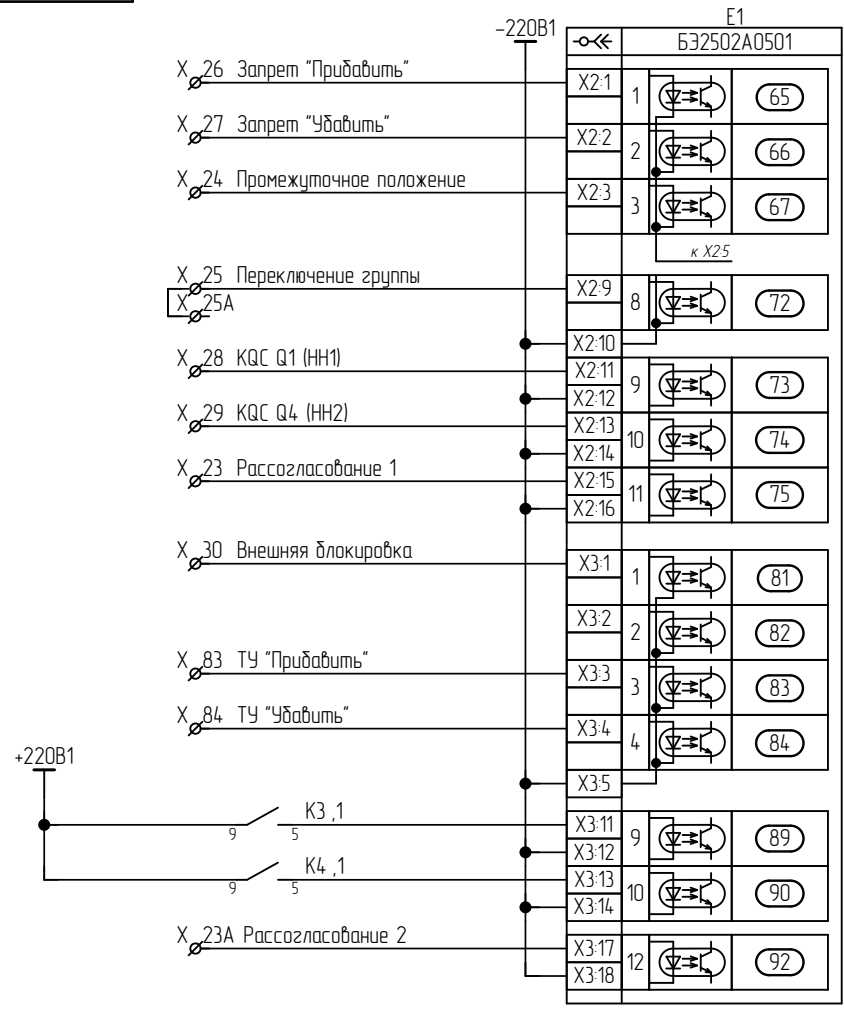 -220В1
E1
БЭ2502А0501
X 26 Запрет "Прибавить"
X2:1 1 65
X 27 Запрет "Убавить"
X2:2 2 66
X 24 Промежуточное положение
X2:3 3 67
к X2:5
X 25 Переключение группы
X2:9 8 72
X 25А
X2:10
X 28 KQC Q1 (НН1)
X2:11 9 73
X2:12
X 29 KQC Q4 (НН2)
X2:13 10 74
X2:14
X 23 Рассогласование 1
X2:15 11 75
X2:16
X 30 Внешняя блокировка
X3:1 1 81
X3:2 2 82
X 83 ТУ "Прибавить"
X3:3 3 83
X 84 ТУ "Убавить"
X3:4 4 84
+220В1
X3:5
9 5 K3 ,1
X3:11 9 89
X3:12
9 5 K4 ,1
X3:13 10 90
X3:14
X 23А Рассогласование 2
X3:17 12 92
X3:18